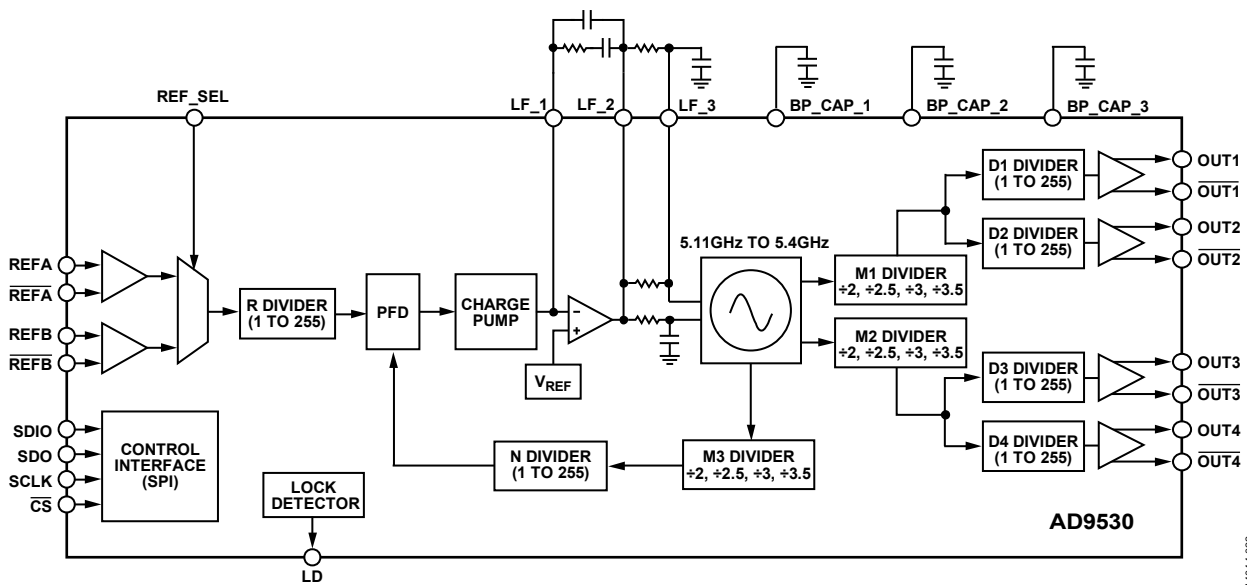 REF_SEL
LF_1
LF_2
LF_3
BP_CAP_1
BP_CAP_2
BP_CAP_3
REFA
REFA
REFB
REFB
R DIVIDER
(1 TO 255)
PFD
CHARGE
PUMP
−
+
VREF
5.11GHz TO 5.4GHz
M1 DIVIDER
÷2, ÷2.5, ÷3, ÷3.5
M2 DIVIDER
÷2, ÷2.5, ÷3, ÷3.5
D1 DIVIDER
(1 TO 255)
D2 DIVIDER
(1 TO 255)
D3 DIVIDER
(1 TO 255)
D4 DIVIDER
(1 TO 255)
OUT1
OUT1
OUT2
OUT2
OUT3
OUT3
OUT4
OUT4
SDIO
SDO
SCLK
CS
CONTROL
INTERFACE
(SPI)
LOCK
DETECTOR
LD
N DIVIDER
(1 TO 255)
M3 DIVIDER
÷2, ÷2.5, ÷3, ÷3.5
AD9530